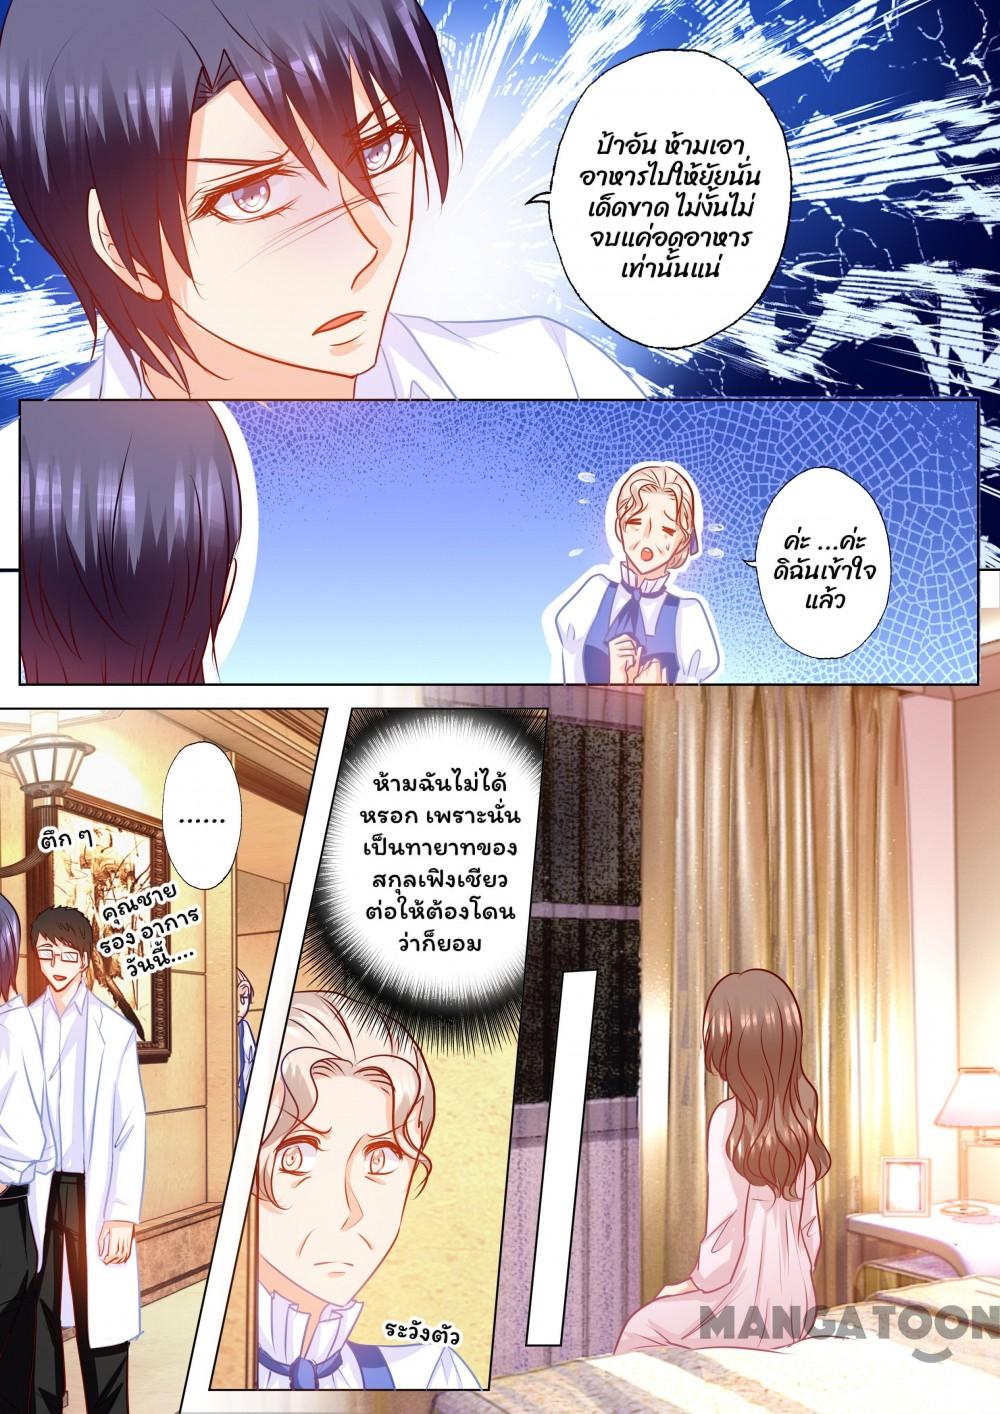 ป้าอัน ห้ามเอา
อาหารไปให้ยัยนั่น
เด็ดขาด ไม่งั้นไม่
จบแค่อดอาหาร
เท่านั้นแน่
ค่ะ ...ค่ะ
ดิฉันเข้าใจ
แล้ว
......
ตึก ๆ
คุณชาย
รอง อาการ
วันนี้....
ห้ามฉันไม่ได้
หรอก เพราะนั่น
เป็นทายาทของ
สกุลเฟิงเชียว
ต่อให้ต้องโดน
ว่าก็ยอม
ระวังตัว
MANGATOON